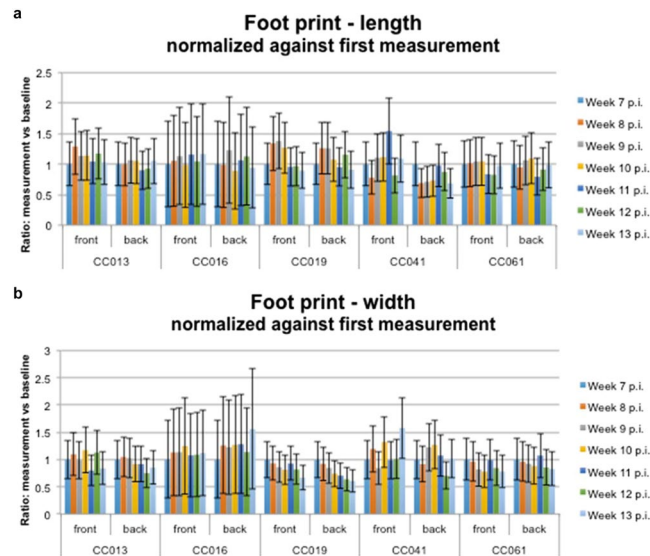 a
Foot print - length
normalized against first measurement
Ratio: measurement vs baseline
2.5
2
1.5
1
0.5
0
front back front back front back front back front back
CC013 CC016 CC019 CC041 CC061
Week 7 p.i.
Week 8 p.i.
Week 9 p.i.
Week 10 p.i.
Week 11 p.i.
Week 12 p.i.
Week 13 p.i.
b
Foot print - width
normalized against first measurement
Ratio: measurement vs baseline
3
2.5
2
1.5
1
0.5
0
front back front back front back front back front back
CC013 CC016 CC019 CC041 CC061
Week 7 p.i.
Week 8 p.i.
Week 9 p.i.
Week 10 p.i.
Week 11 p.i.
Week 12 p.i.
Week 13 p.i.